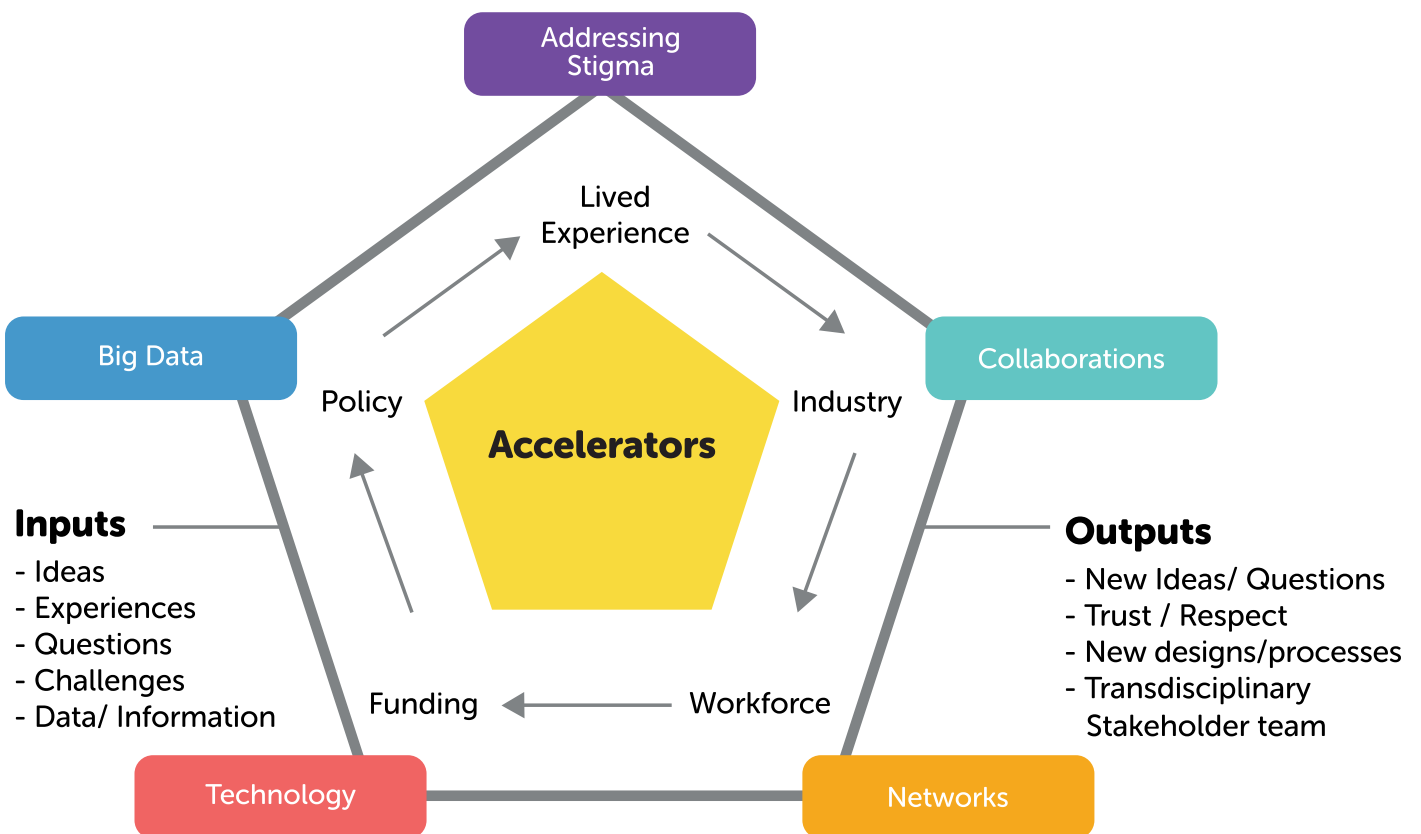 Addressing
Stigma
Lived
Experience
Big Data
Collaborations
Policy
Industry
Accelerators
Inputs
- Ideas
- Experiences
- Questions
- Challenges
- Data/ Information
Outputs
- New Ideas/ Questions
- Trust / Respect
- New designs/processes
- Transdisciplinary
Stakeholder team
Funding
Workforce
Technology
Networks